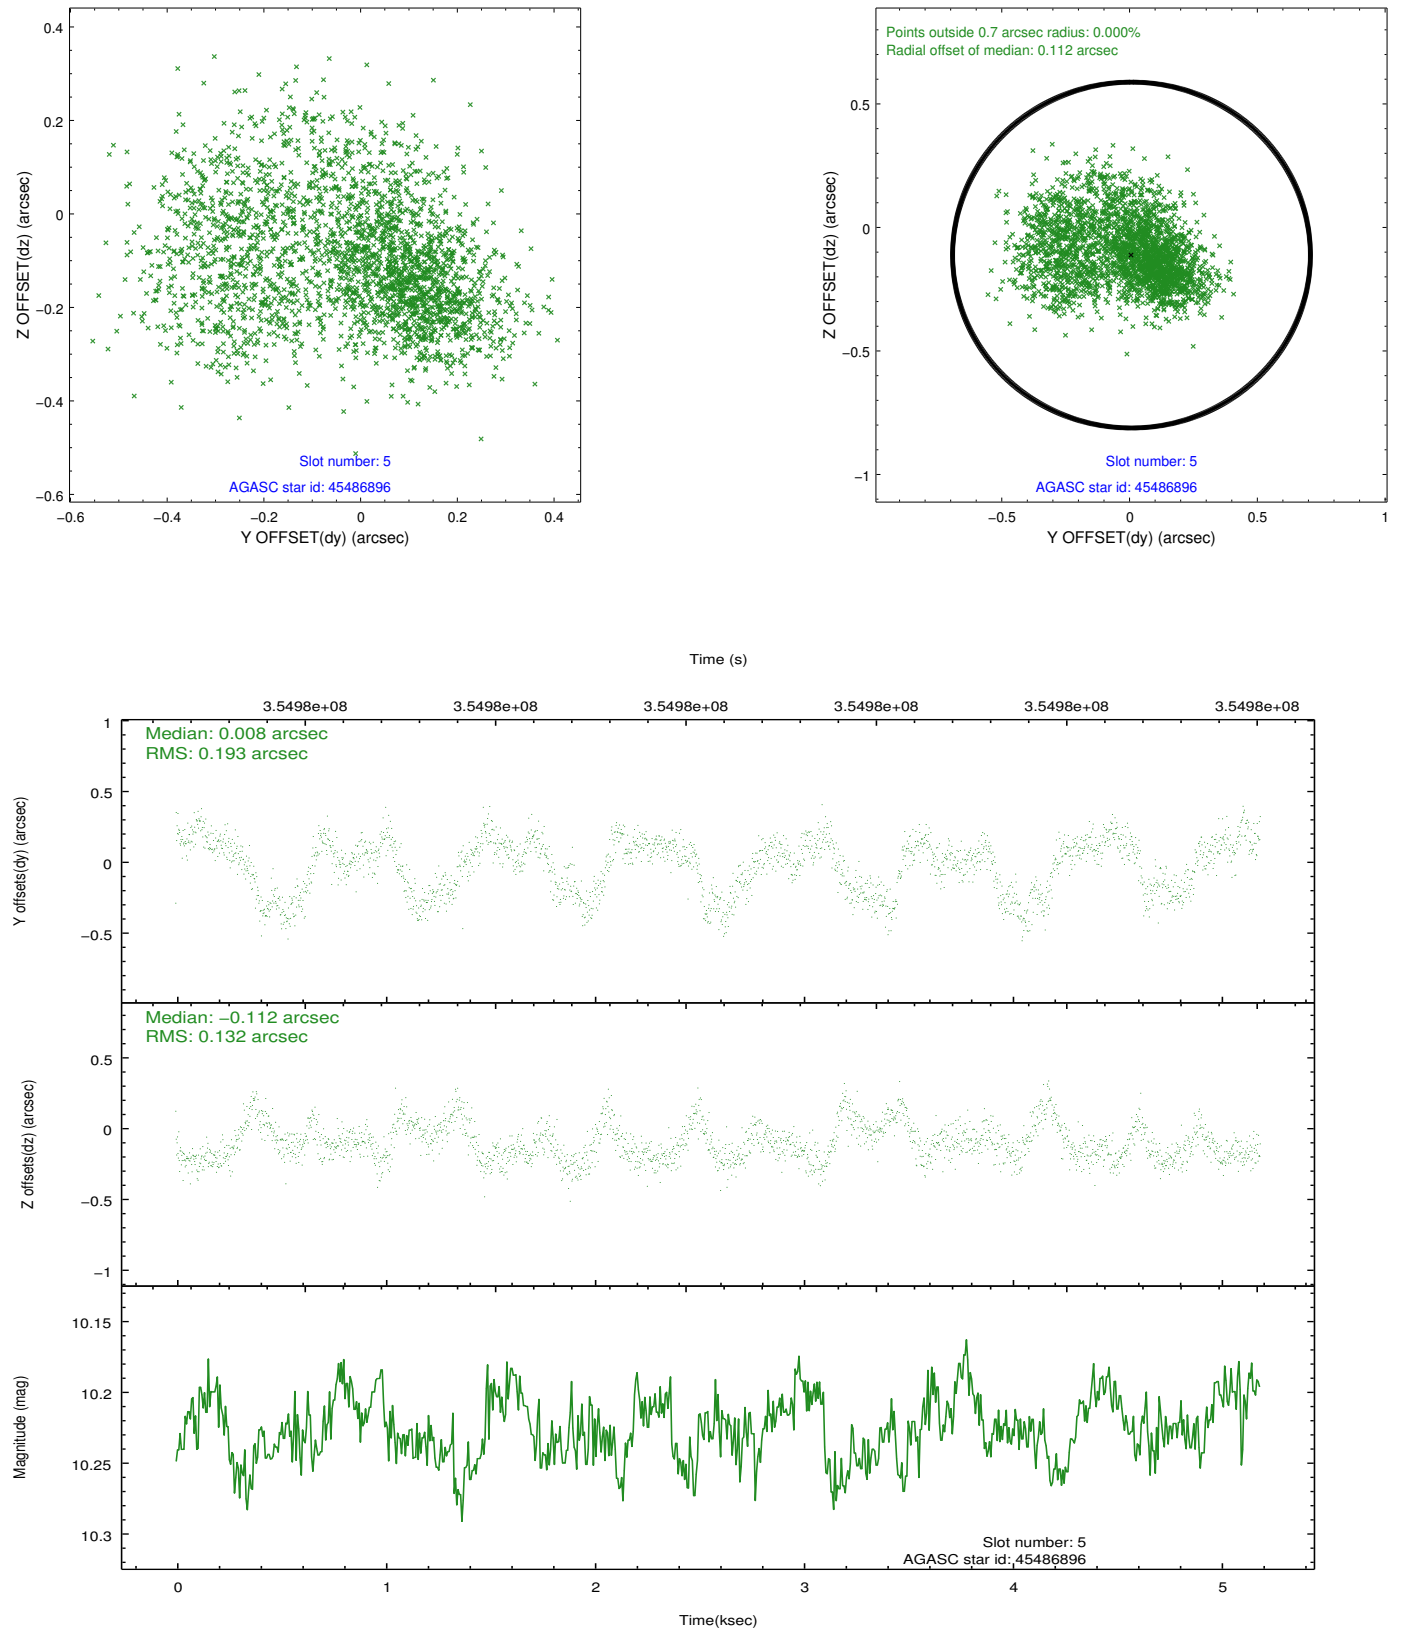 0.4
0.2
0
−0.2
−0.4
−0.6
Z OFFSET(dz) (arcsec)
Slot number: 5
AGASC star id: 45486896
−0.6
−0.4
−0.2
0
0.2
0.4
Y OFFSET(dy) (arcsec)
Points outside 0.7 arcsec radius: 0.000%
Radial offset of median: 0.112 arcsec
0.5
0
−0.5
−1
Z OFFSET(dz) (arcsec)
Slot number: 5
AGASC star id: 45486896
−0.5
0
0.5
1
Y OFFSET(dy) (arcsec)
Time (s)
3.5498e+08
3.5498e+08
3.5498e+08
3.5498e+08
3.5498e+08
3.5498e+08
Median: 0.008 arcsec
RMS: 0.193 arcsec
1
0.5
0
−0.5
Y offsets(dy) (arcsec)
Median: −0.112 arcsec
RMS: 0.132 arcsec
0.5
0
−0.5
−1
Z offsets(dz) (arcsec)
10.15
10.2
10.25
10.3
Magnitude (mag)
Slot number: 5
AGASC star id: 45486896
0
1
2
3
4
5
Time(ksec)